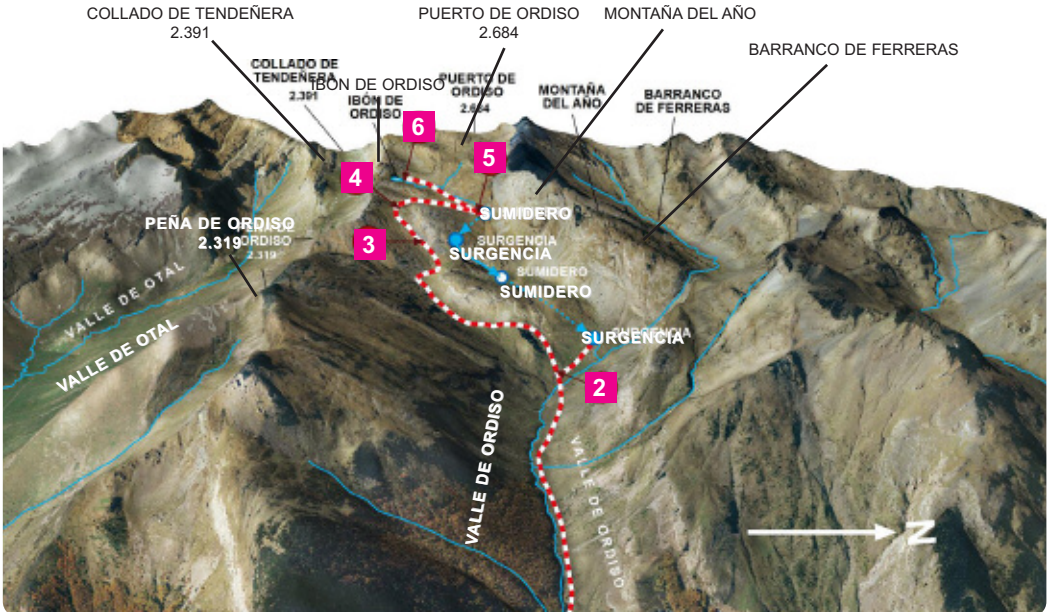 COLLADO DE TENDEÑERA
2.391
PUERTO DE ORDISO
2.684
MONTAÑA DEL AÑO
BARRANCO DE FERRERAS
IBÓN DE ORDISO
COLLADO DE
TENDEÑERA
2.391
IBÓN DE
ORDISO
PUERTO DE
ORDISO
2.684
MONTAÑA
DEL AÑO
BARRANCO
DE FERRERAS
6
5
4
3
2
SUMIDERO
SURGENCIA
SURGENCIA
SUMIDERO
SUMIDERO
SURGENCIA
SURGENCIA
PEÑA DE ORDISO
2.319
ORDISO
2.319
VALLE DE OTAL
VALLE DE OTAL
VALLE DE ORDISO
VALLE DE ORDISO
N